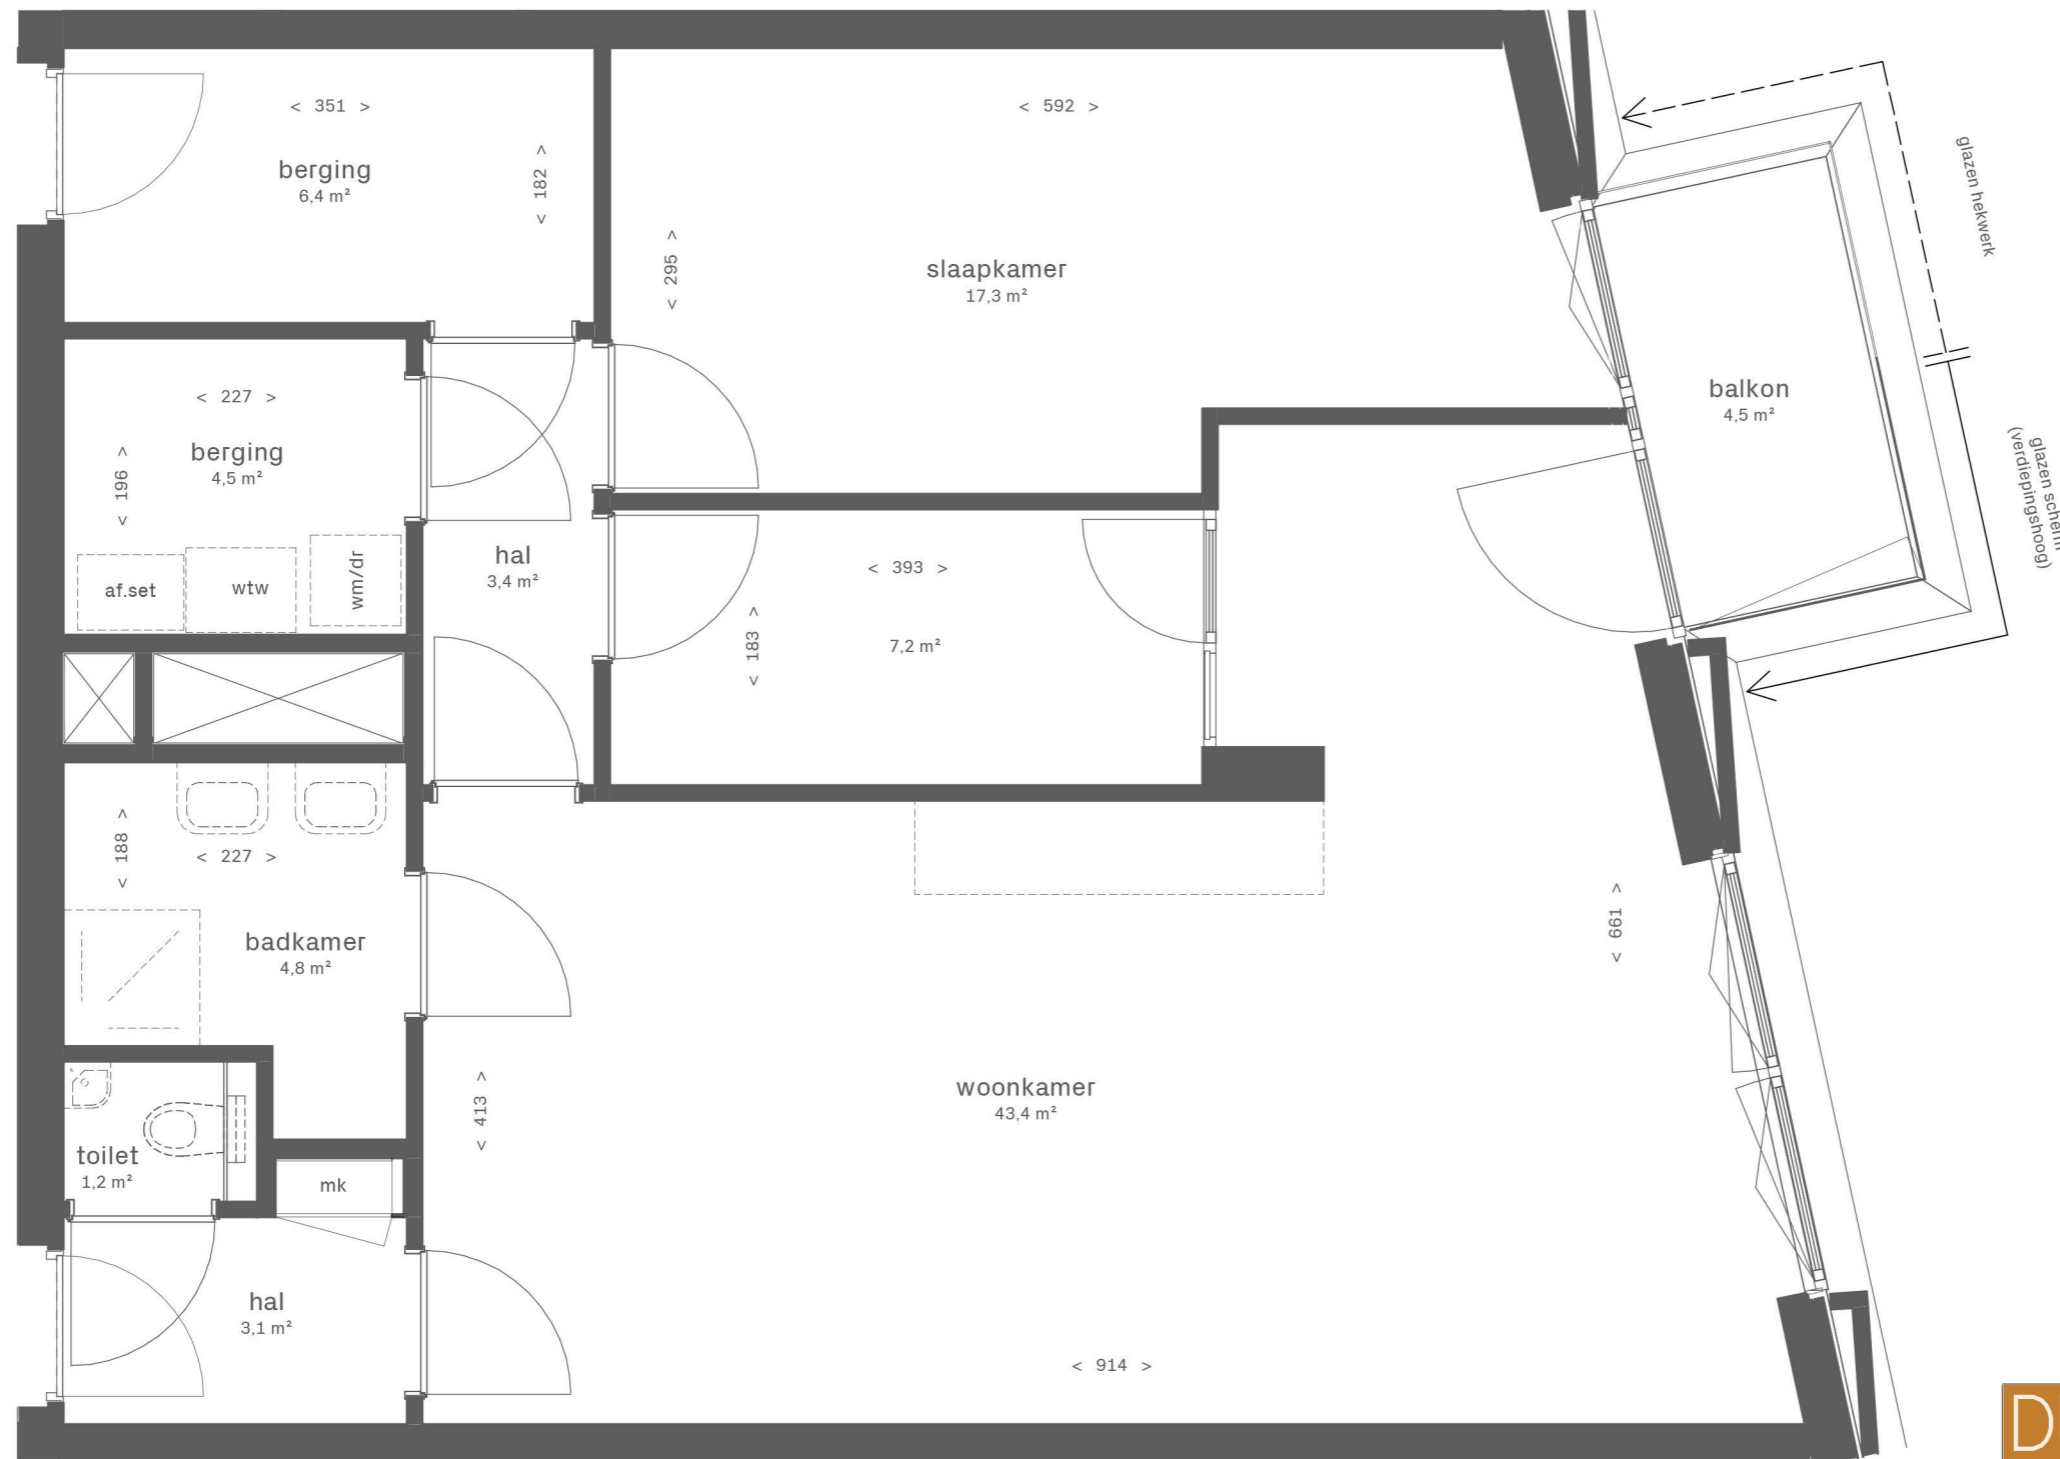 < 351 >
berging
6,4 m²
< 182 >
< 592 >
< 295 >
slaapkamer
17,3 m²
glazen hekwerk
balkon
4,5 m²
glazen scherm
(verdiepingshoog)
< 227 >
berging
4,5 m²
< 196 >
af.set
wtw
wm/dr
hal
3,4 m²
< 393 >
< 183 >
7,2 m²
< 188 >
< 227 >
badkamer
4,8 m²
< 661 >
< 413 >
woonkamer
43,4 m²
toilet
1,2 m²
mk
hal
3,1 m²
< 914 >
D